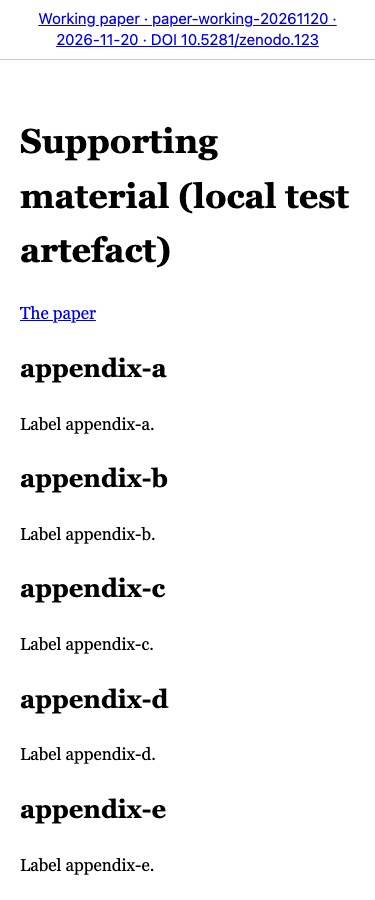 Working paper · paper-working-20261120 ·
2026-11-20 · DOI 10.5281/zenodo.123
Supporting
material (local test
artefact)
The paper
appendix-a
Label appendix-a.
appendix-b
Label appendix-b.
appendix-c
Label appendix-c.
appendix-d
Label appendix-d.
appendix-e
Label appendix-e.